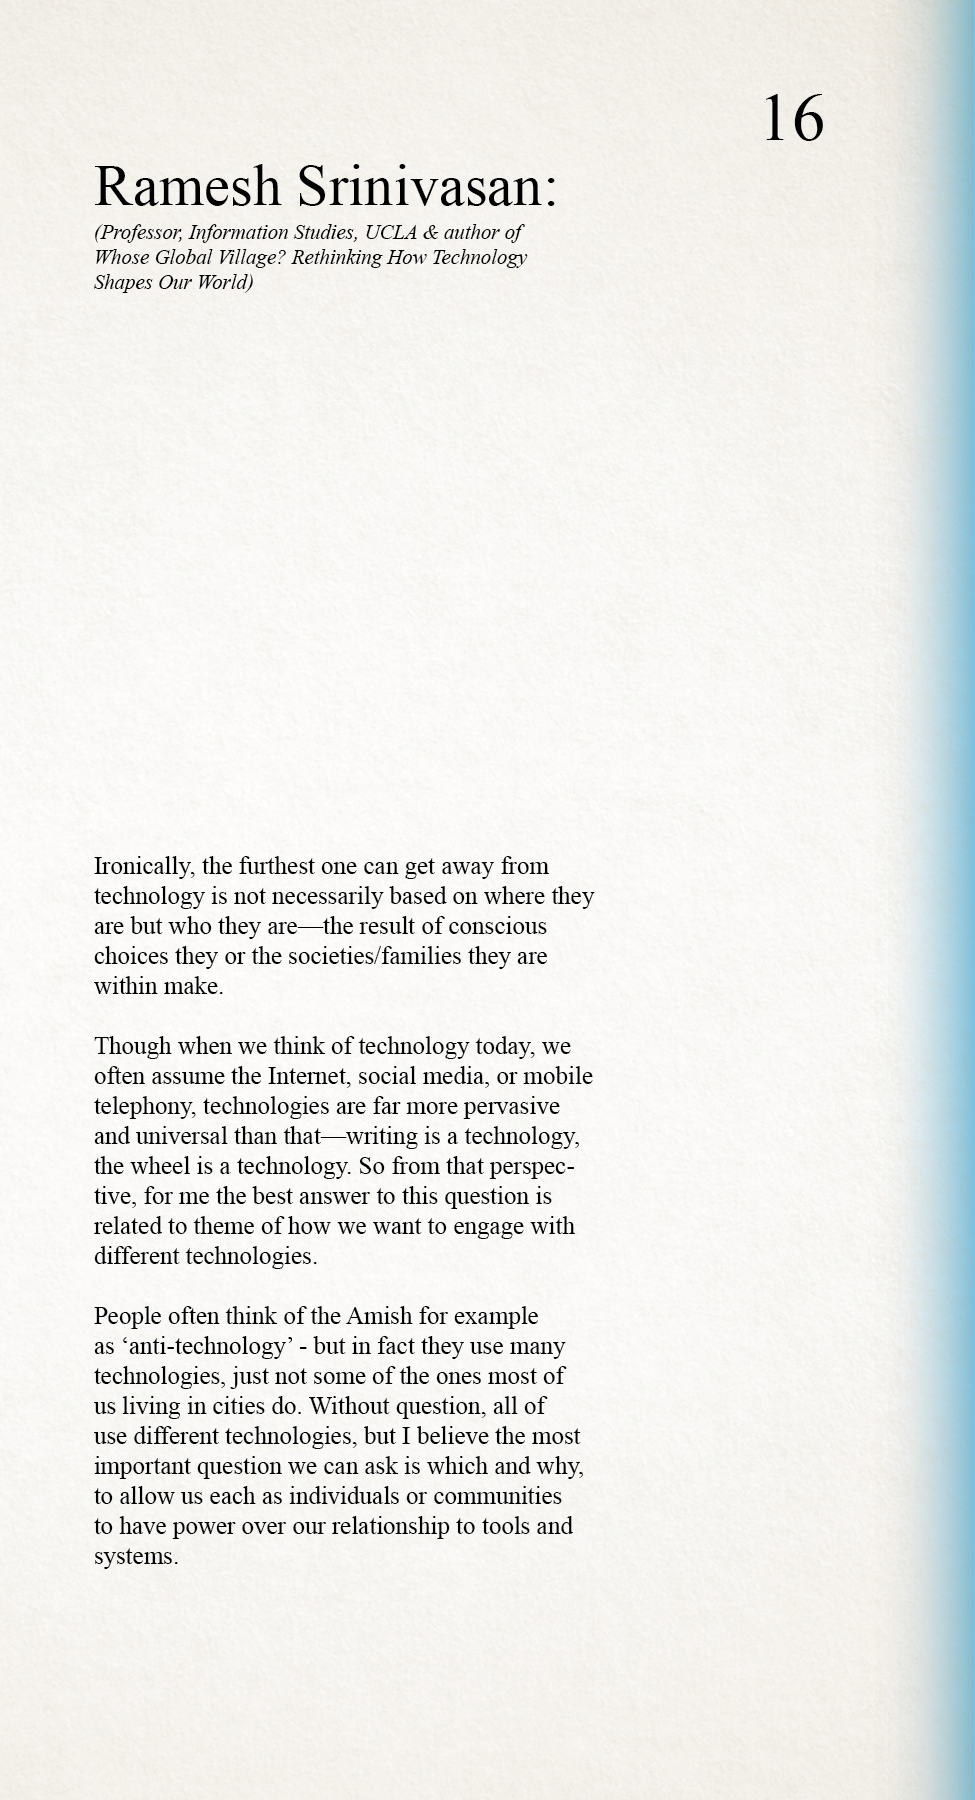 16
Ramesh Srinivasan:
(Professor, Information Studies, UCLA & author of
Whose Global Village? Rethinking How Technology
Shapes Our World)
Ironically, the furthest one can get away from
technology is not necessarily based on where they
are but who they are—the result of conscious
choices they or the societies/families they are
within make.
Though when we think of technology today, we
often assume the Internet, social media, or mobile
telephony, technologies are far more pervasive
and universal than that—writing is a technology,
the wheel is a technology. So from that perspec-
tive, for me the best answer to this question is
related to theme of how we want to engage with
different technologies.
People often think of the Amish for example
as ‘anti-technology’ - but in fact they use many
technologies, just not some of the ones most of
us living in cities do. Without question, all of
use different technologies, but I believe the most
important question we can ask is which and why,
to allow us each as individuals or communities
to have power over our relationship to tools and
systems.